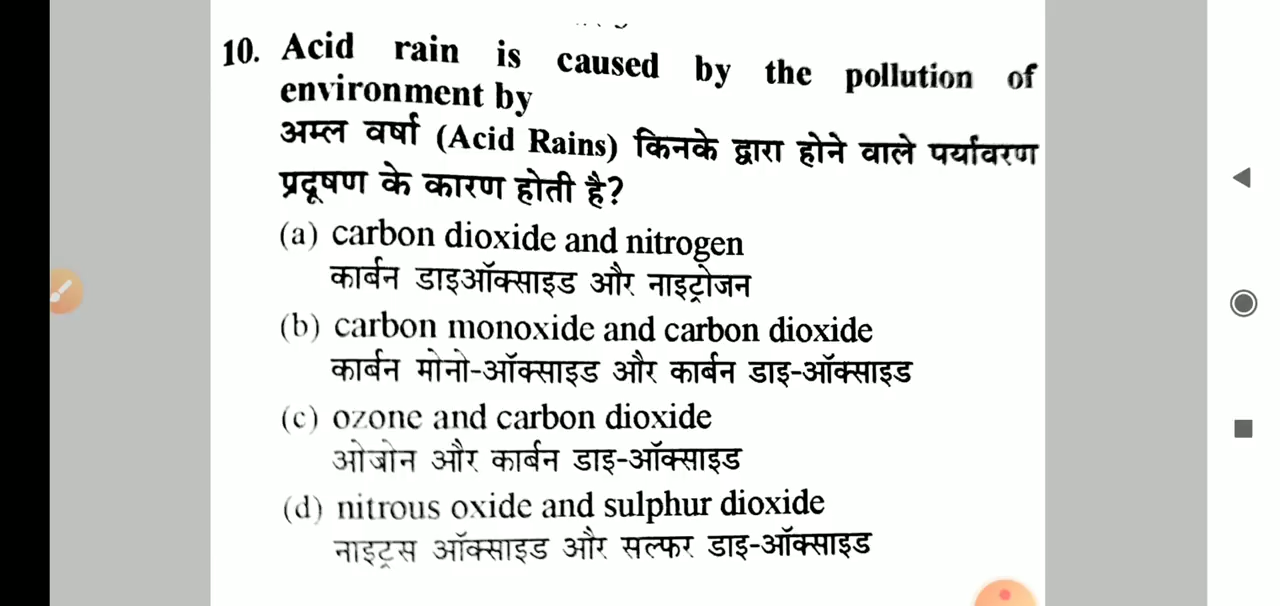 10. Acid rain is caused by the pollution of
environment by
अम्ल वर्षा (Acid Rains) किनके द्वारा होने वाले पर्यावरण
प्रदूषण के कारण होती है?
(a) carbon dioxide and nitrogen
कार्बन डाइऑक्साइड और नाइट्रोजन
(b) carbon monoxide and carbon dioxide
कार्बन मोनो-ऑक्साइड और कार्बन डाइ-ऑक्साइड
(c) ozone and carbon dioxide
ओजोन और कार्बन डाइ-ऑक्साइड
(d) nitrous oxide and sulphur dioxide
नाइट्रस ऑक्साइड और सल्फर डाइ-ऑक्साइड